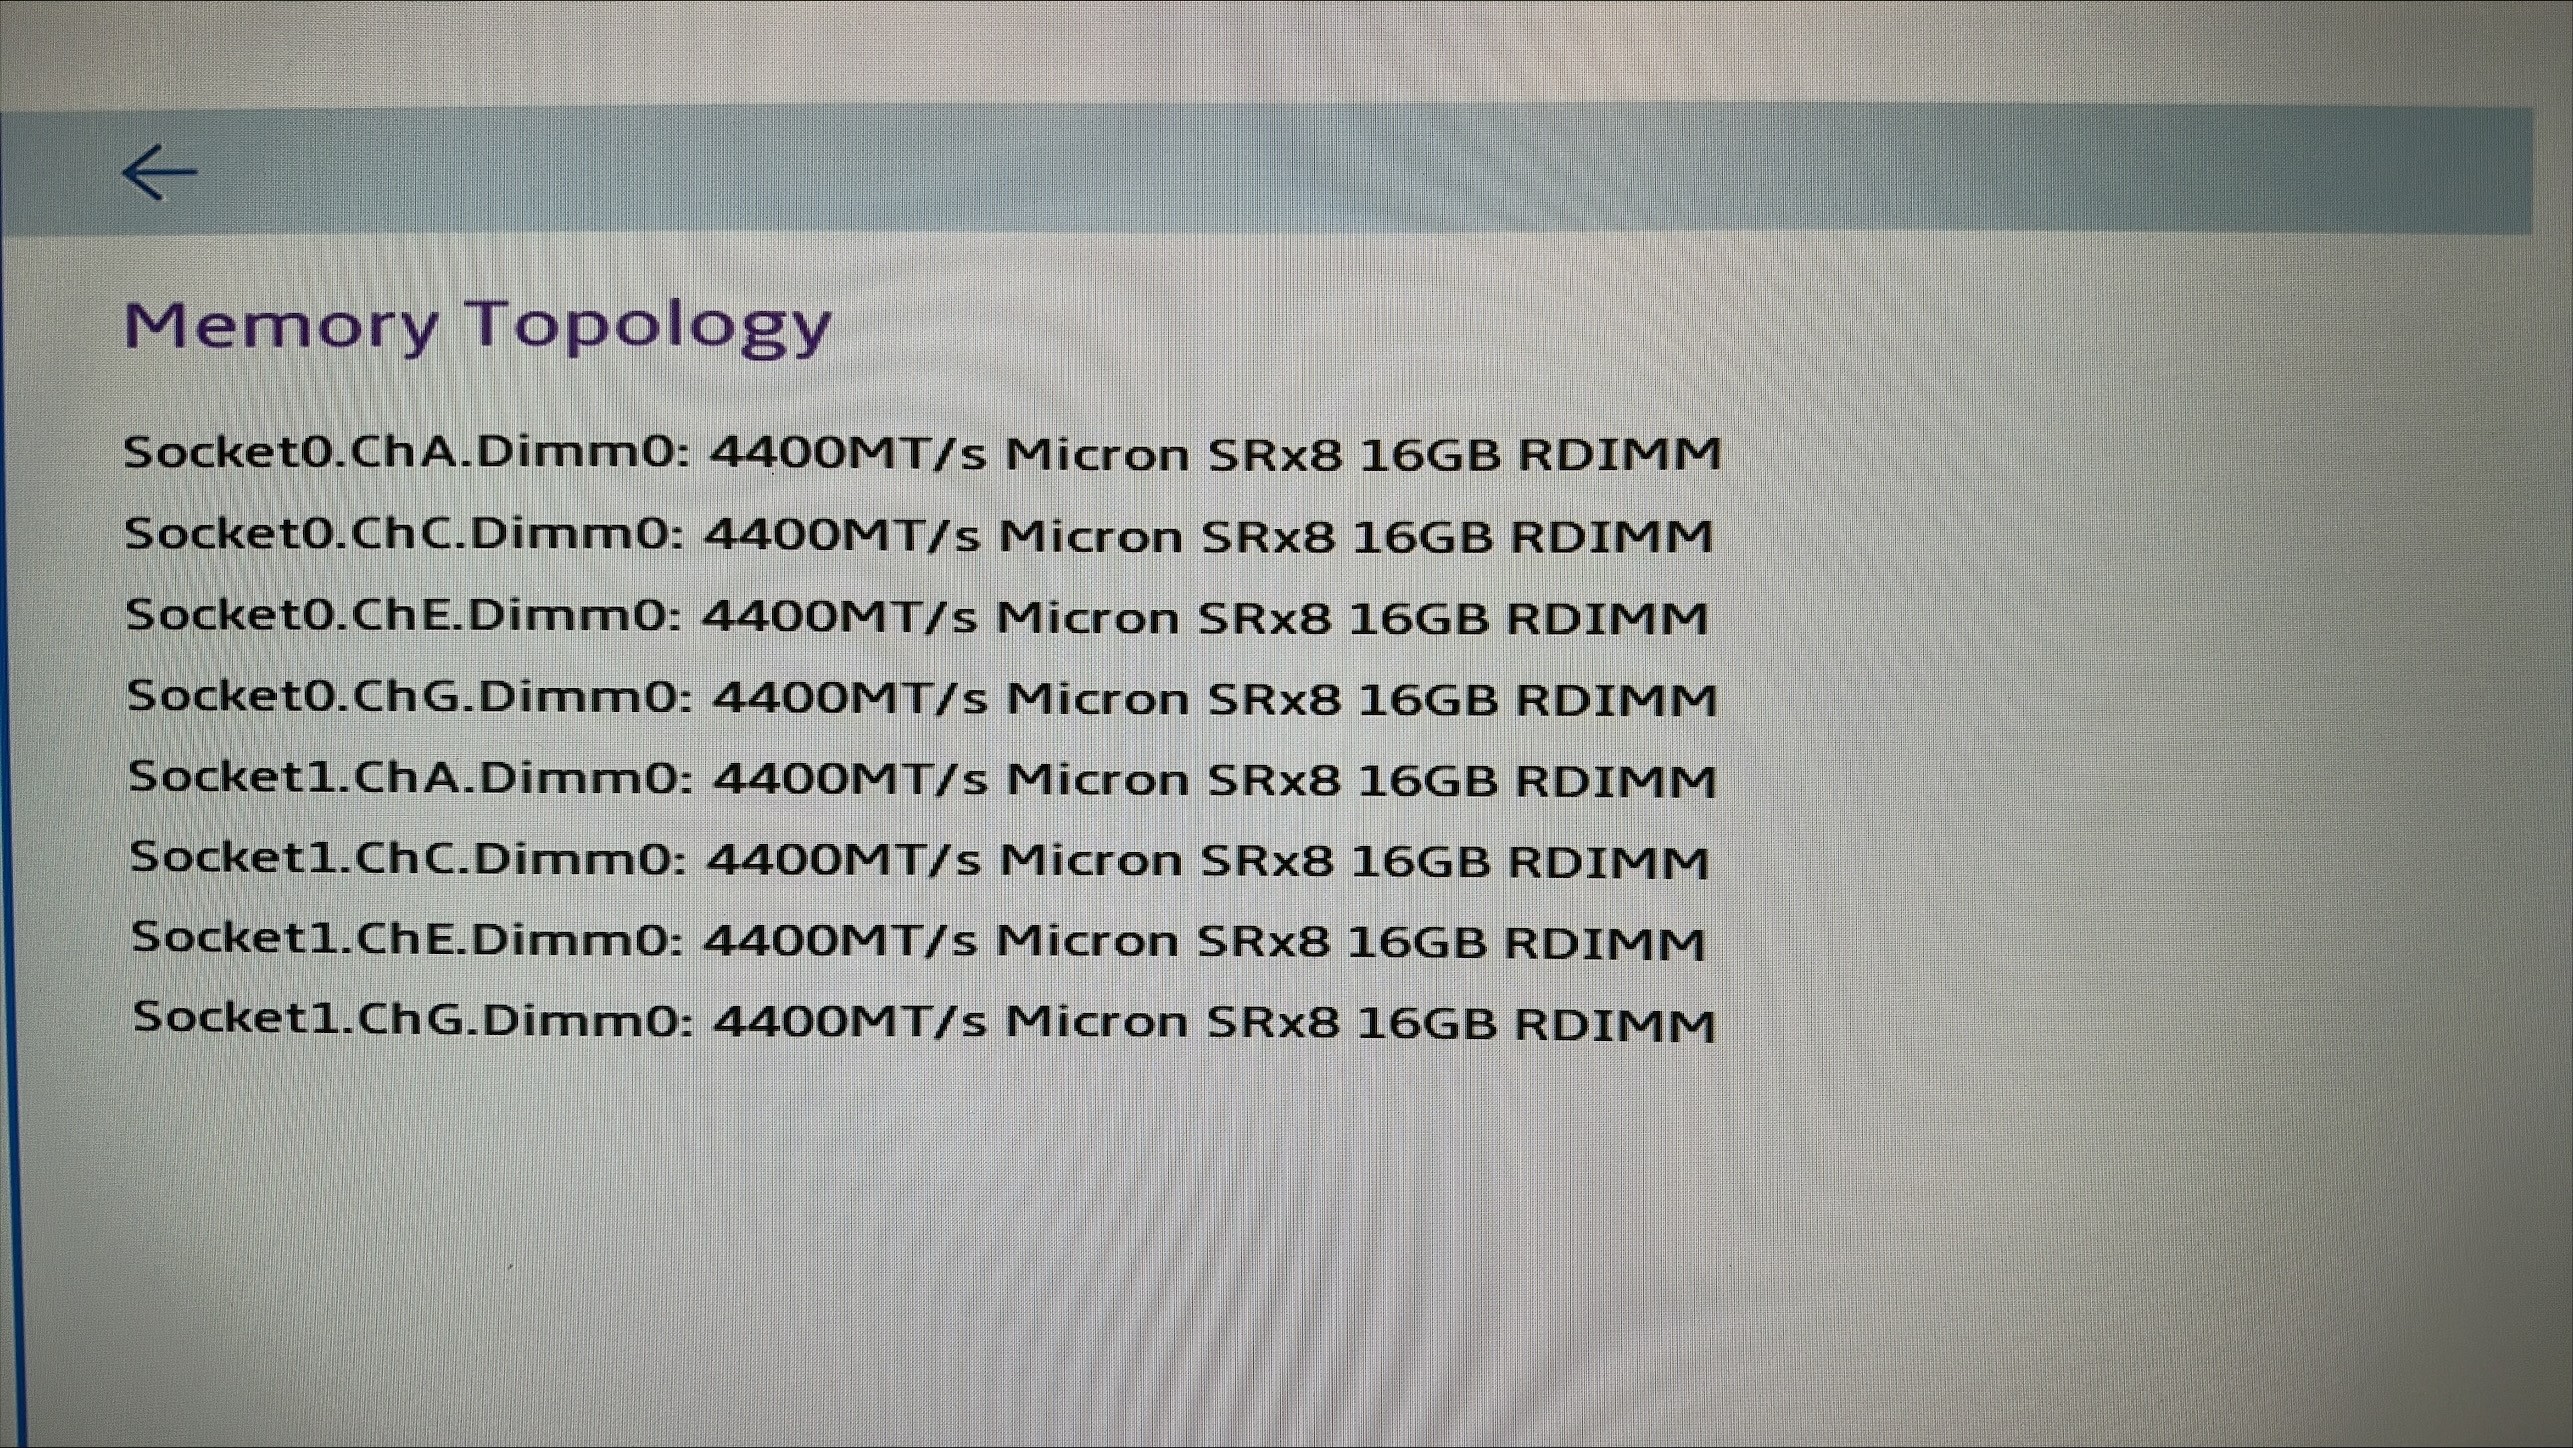 Memory Topology
Socket0.ChA.Dimm0: 4400MT/s Micron SRx8 16GB RDIMM
Socket0.ChC.Dimm0: 4400MT/s Micron SRx8 16GB RDIMM
Socket0.ChE.Dimm0: 4400MT/s Micron SRx8 16GB RDIMM
Socket0.ChG.Dimm0: 4400MT/s Micron SRx8 16GB RDIMM
Socket1.ChA.Dimm0: 4400MT/s Micron SRx8 16GB RDIMM
Socket1.ChC.Dimm0: 4400MT/s Micron SRx8 16GB RDIMM
Socket1.ChE.Dimm0: 4400MT/s Micron SRx8 16GB RDIMM
Socket1.ChG.Dimm0: 4400MT/s Micron SRx8 16GB RDIMM